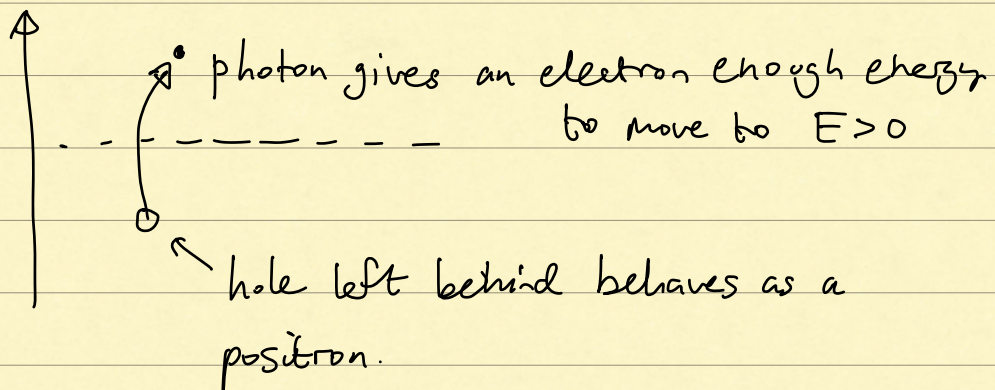 photon gives an electron enough energy
to move to E > 0
hole left behind behaves as a
positron.